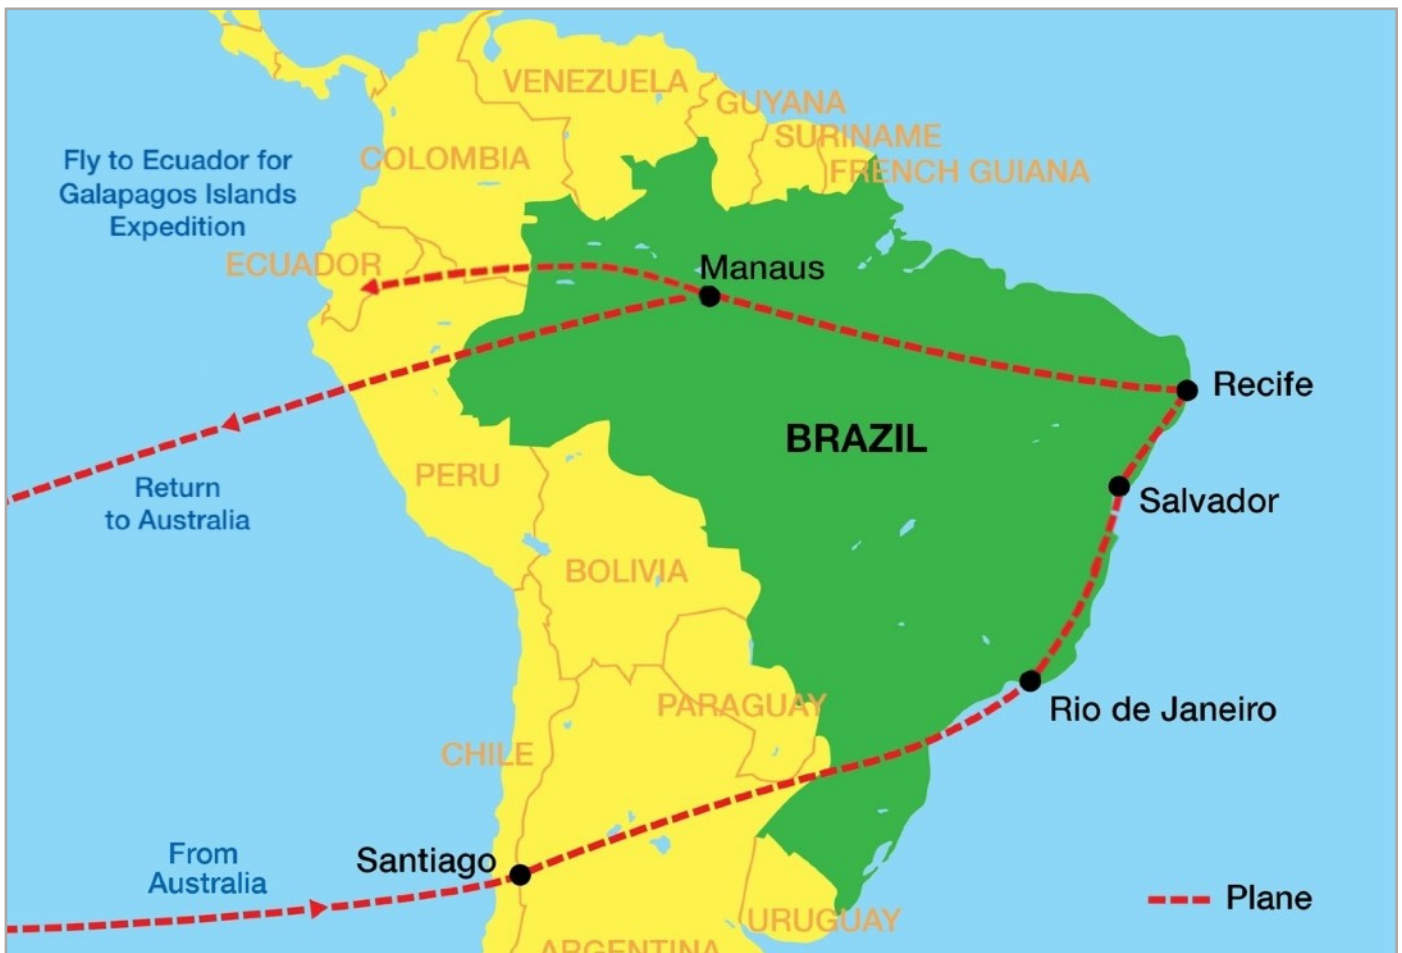 VENEZUELA
GUYANA
SURINAME
FRENCH GUIANA
COLOMBIA
Fly to Ecuador for
Galapagos Islands
Expedition
ECUADOR
Manaus
Recife
BRAZIL
PERU
Return
to Australia
Salvador
BOLIVIA
PARAGUAY
Rio de Janeiro
CHILE
From
Australia
Santiago
Plane
URUGUAY
ARGENTINA